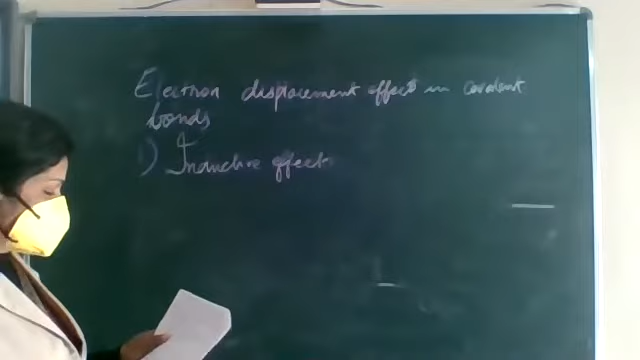 Electron displacement effect in covalent
bonds
1) Inductive effect